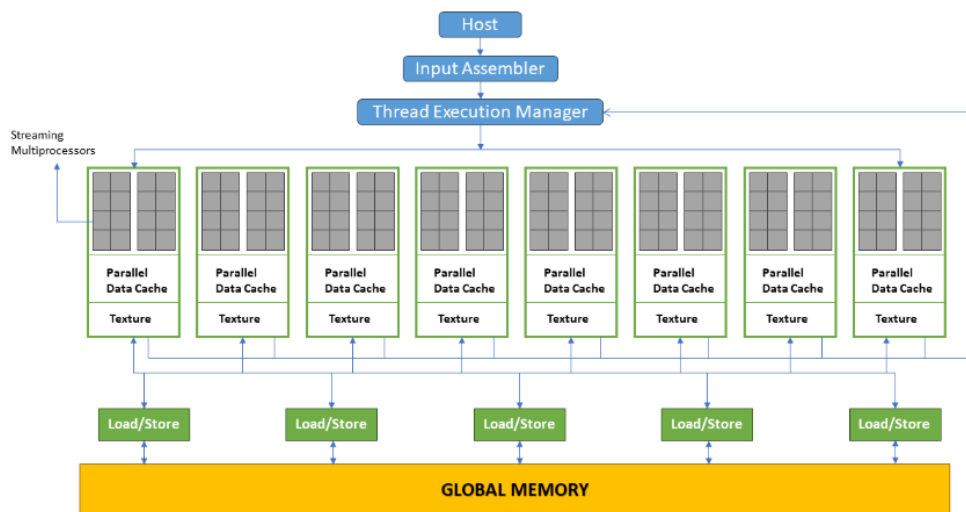 Host
Input Assembler
Thread Execution Manager
Streaming
Multiprocessors
Parallel
Data Cache
Texture
Parallel
Data Cache
Texture
Parallel
Data Cache
Texture
Parallel
Data Cache
Texture
Parallel
Data Cache
Texture
Parallel
Data Cache
Texture
Parallel
Data Cache
Texture
Parallel
Data Cache
Texture
Load/Store
Load/Store
Load/Store
Load/Store
Load/Store
GLOBAL MEMORY